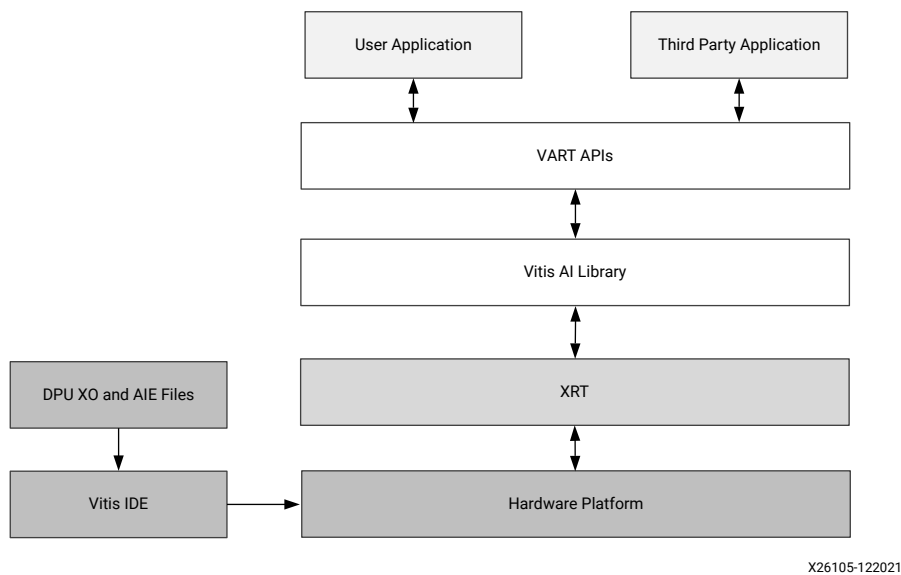 User Application
Third Party Application
VART APIs
Vitis AI Library
DPU XO and AIE Files
XRT
Vitis IDE
Hardware Platform
X26105-122021